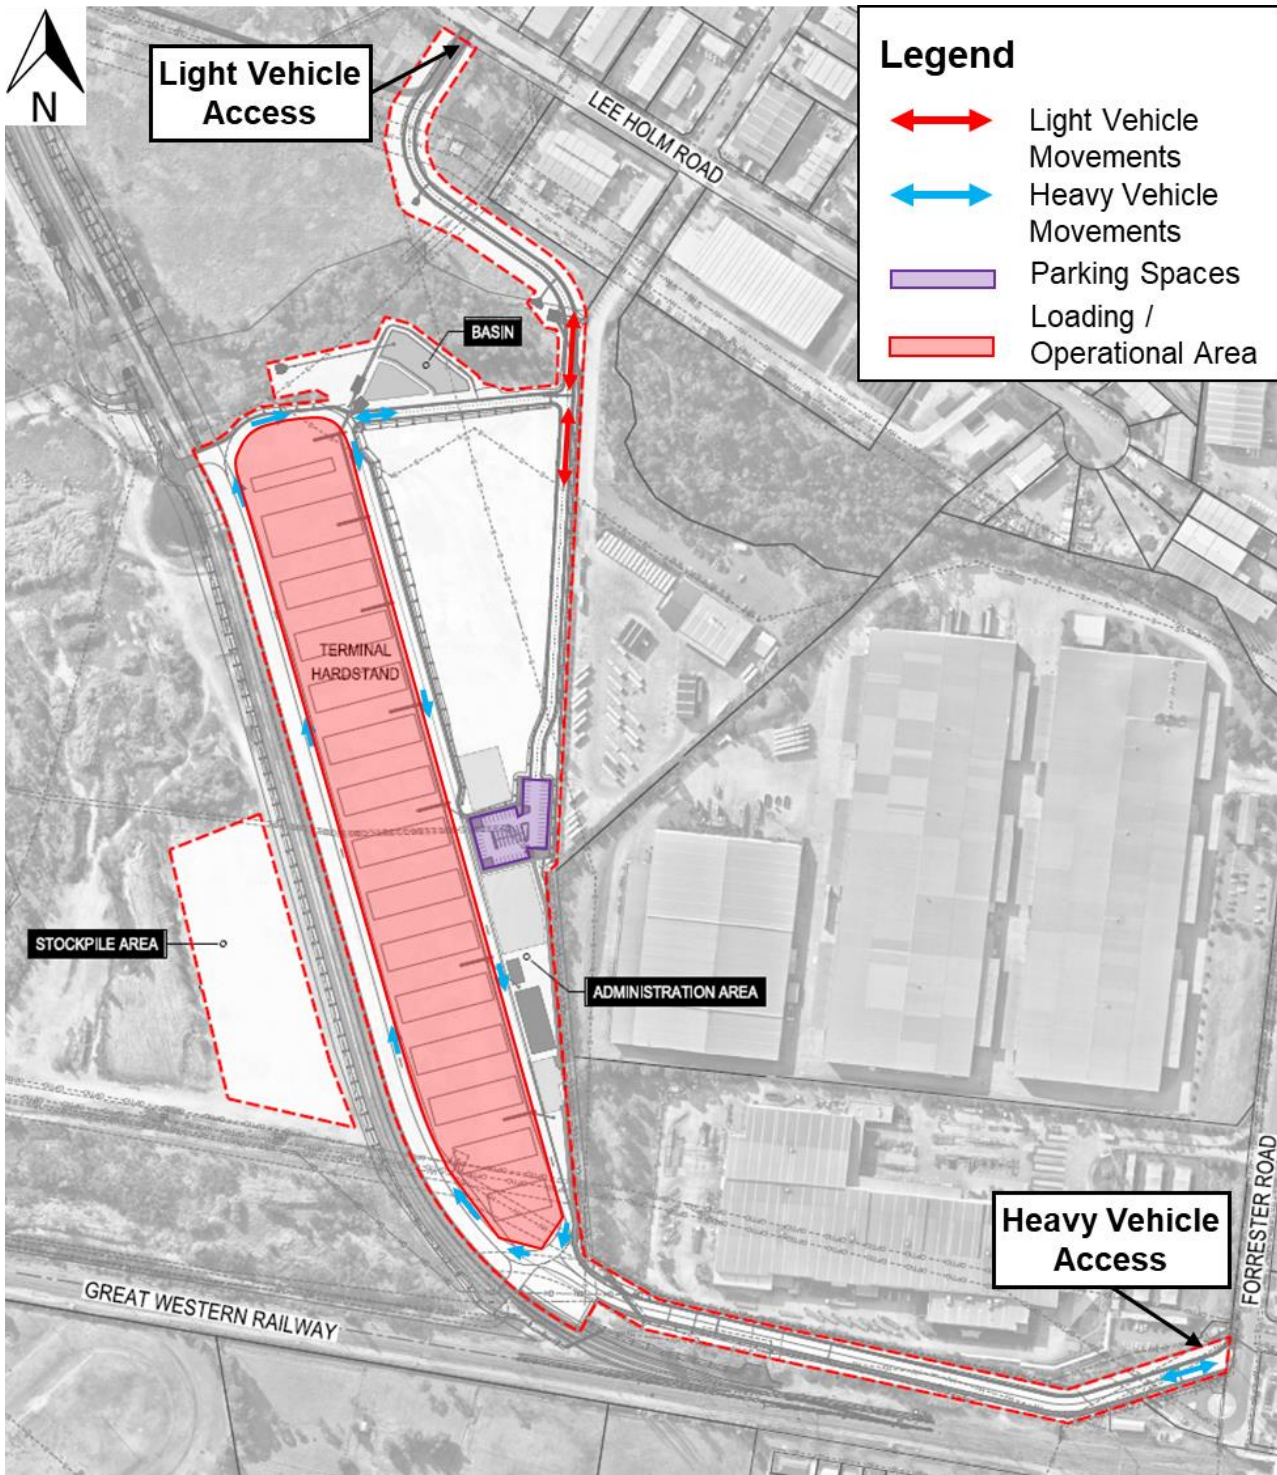 N
Light Vehicle
Access
LEE HOLM ROAD
Legend
Light Vehicle
Movements
Heavy Vehicle
Movements
Parking Spaces
Loading /
Operational Area
BASIN
TERMINAL
HARDSTAND
STOCKPILE AREA
ADMINISTRATION AREA
Heavy Vehicle
Access
FORRESTER ROAD
GREAT WESTERN RAILWAY